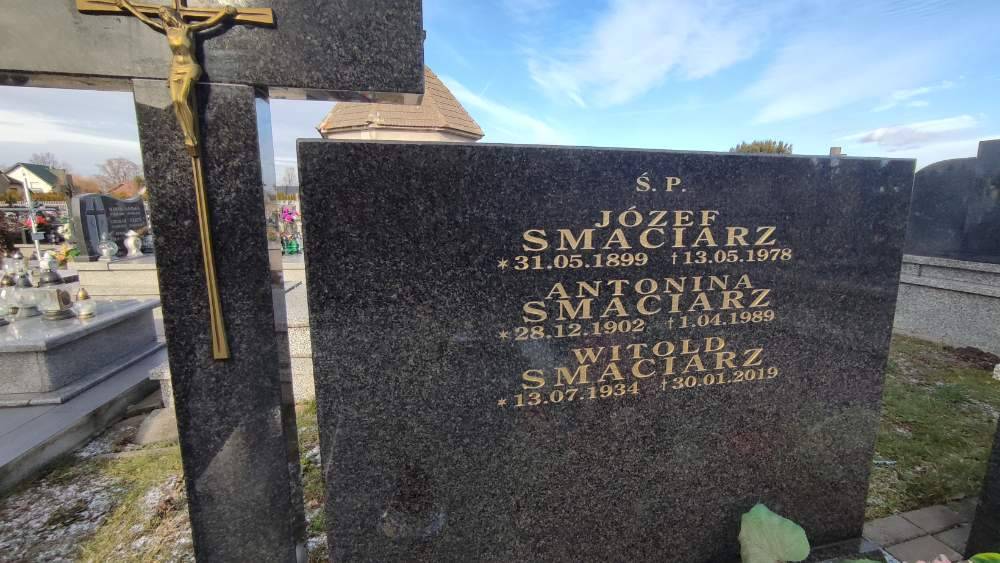 Ś. P.
JÓZEF
SMACIARZ
*31.05.1899 †13.05.1978
ANTONINA
SMACIARZ
*28.12.1902 †1.04.1989
WITOLD
SMACIARZ
*13.07.1934 †30.01.2019